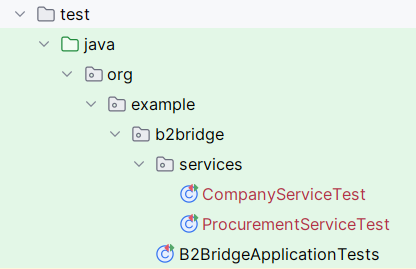 test
java
org
example
b2bridge
services
CompanyServiceTest
ProcurementServiceTest
B2BridgeApplicationTests